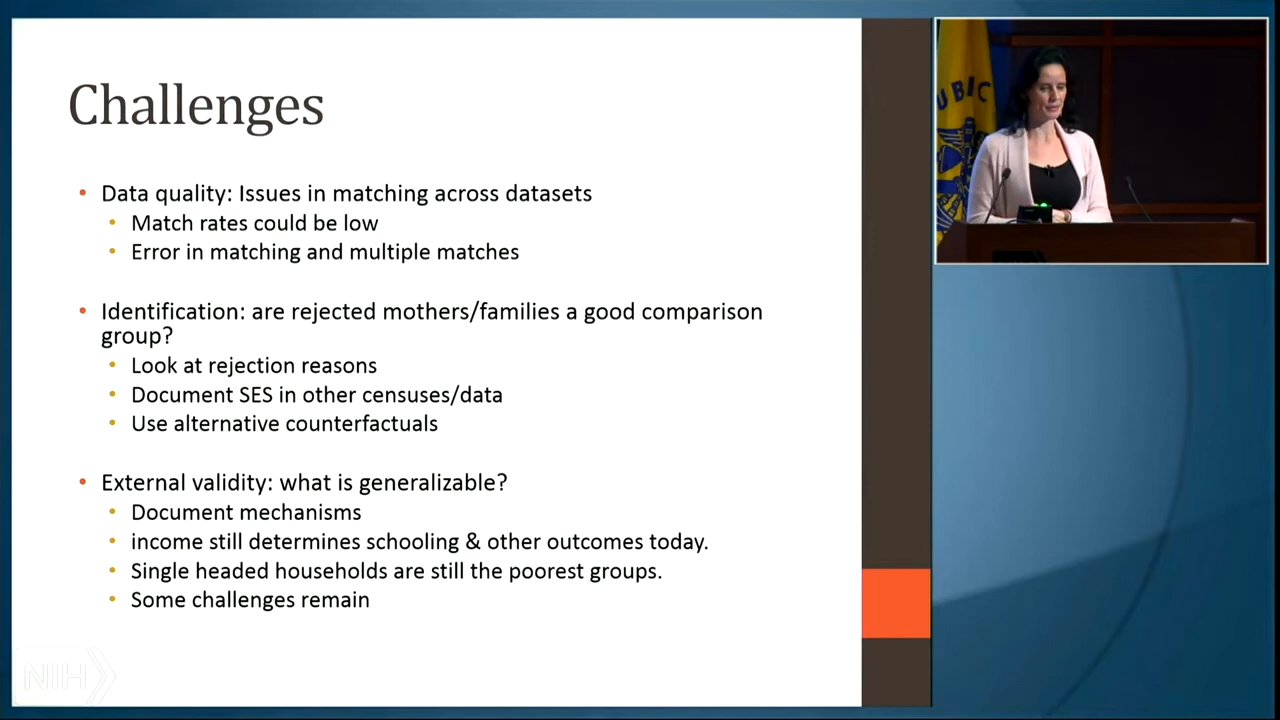 Challenges
• Data quality: Issues in matching across datasets
• Match rates could be low
• Error in matching and multiple matches
• Identification: are rejected mothers/families a good comparison
group?
• Look at rejection reasons
• Document SES in other censuses/data
• Use alternative counterfactuals
• External validity: what is generalizable?
• Document mechanisms
• income still determines schooling & other outcomes today.
• Single headed households are still the poorest groups.
• Some challenges remain
NIH
UBIC